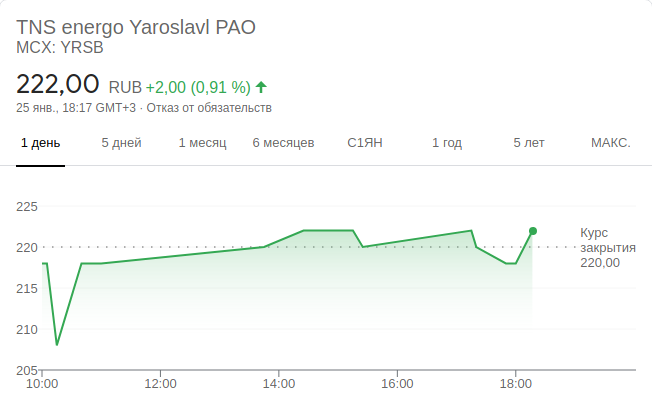 TNS energo Yaroslavl PAO
MCX: YRSB
222,00 RUB +2,00 (0,91 %)
25 янв., 18:17 GMT+3 · Отказ от обязательств
1 день 5 дней 1 месяц 6 месяцев С1ЯН 1 год 5 лет МАКС.
225
220
215
210
205
Курс
закрытия
220,00
10:00 12:00 14:00 16:00 18:00